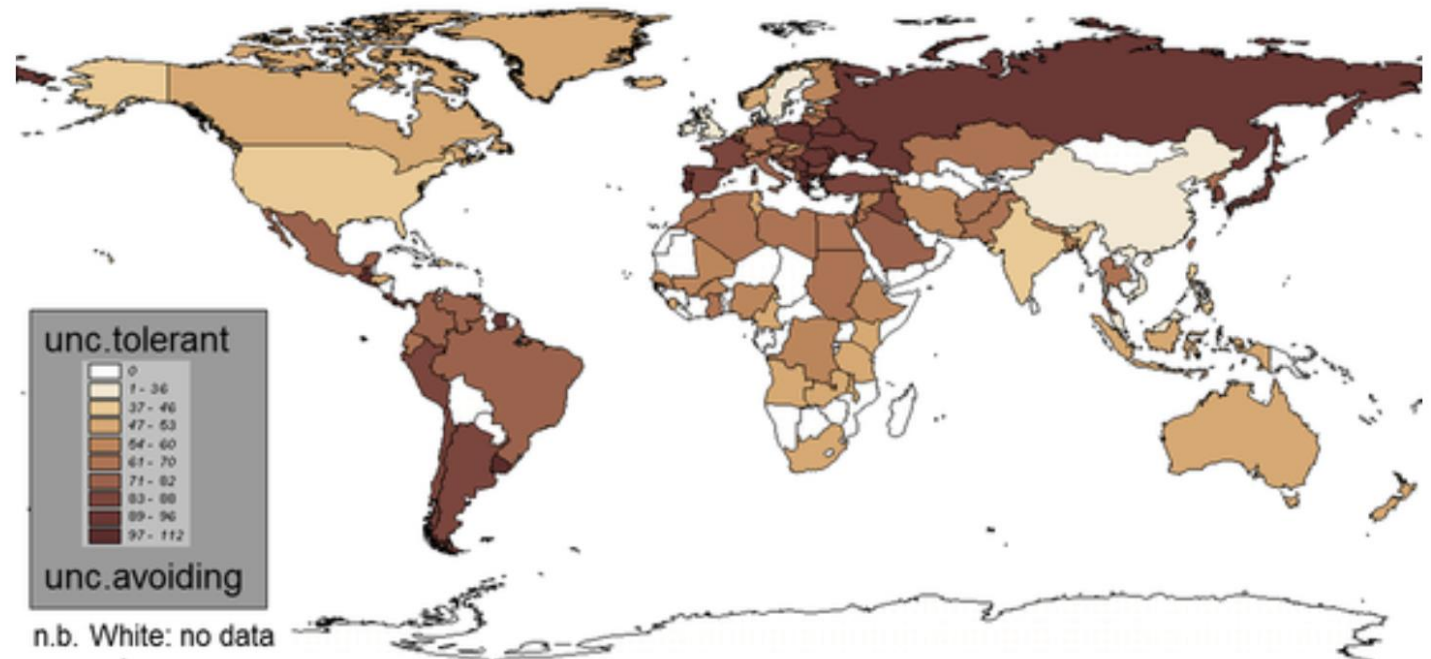 unc.tolerant
0
1 - 36
37 - 46
47 - 53
54 - 60
61 - 70
71 - 82
83 - 88
89 - 96
97 - 112
unc.avoiding
n.b. White: no data